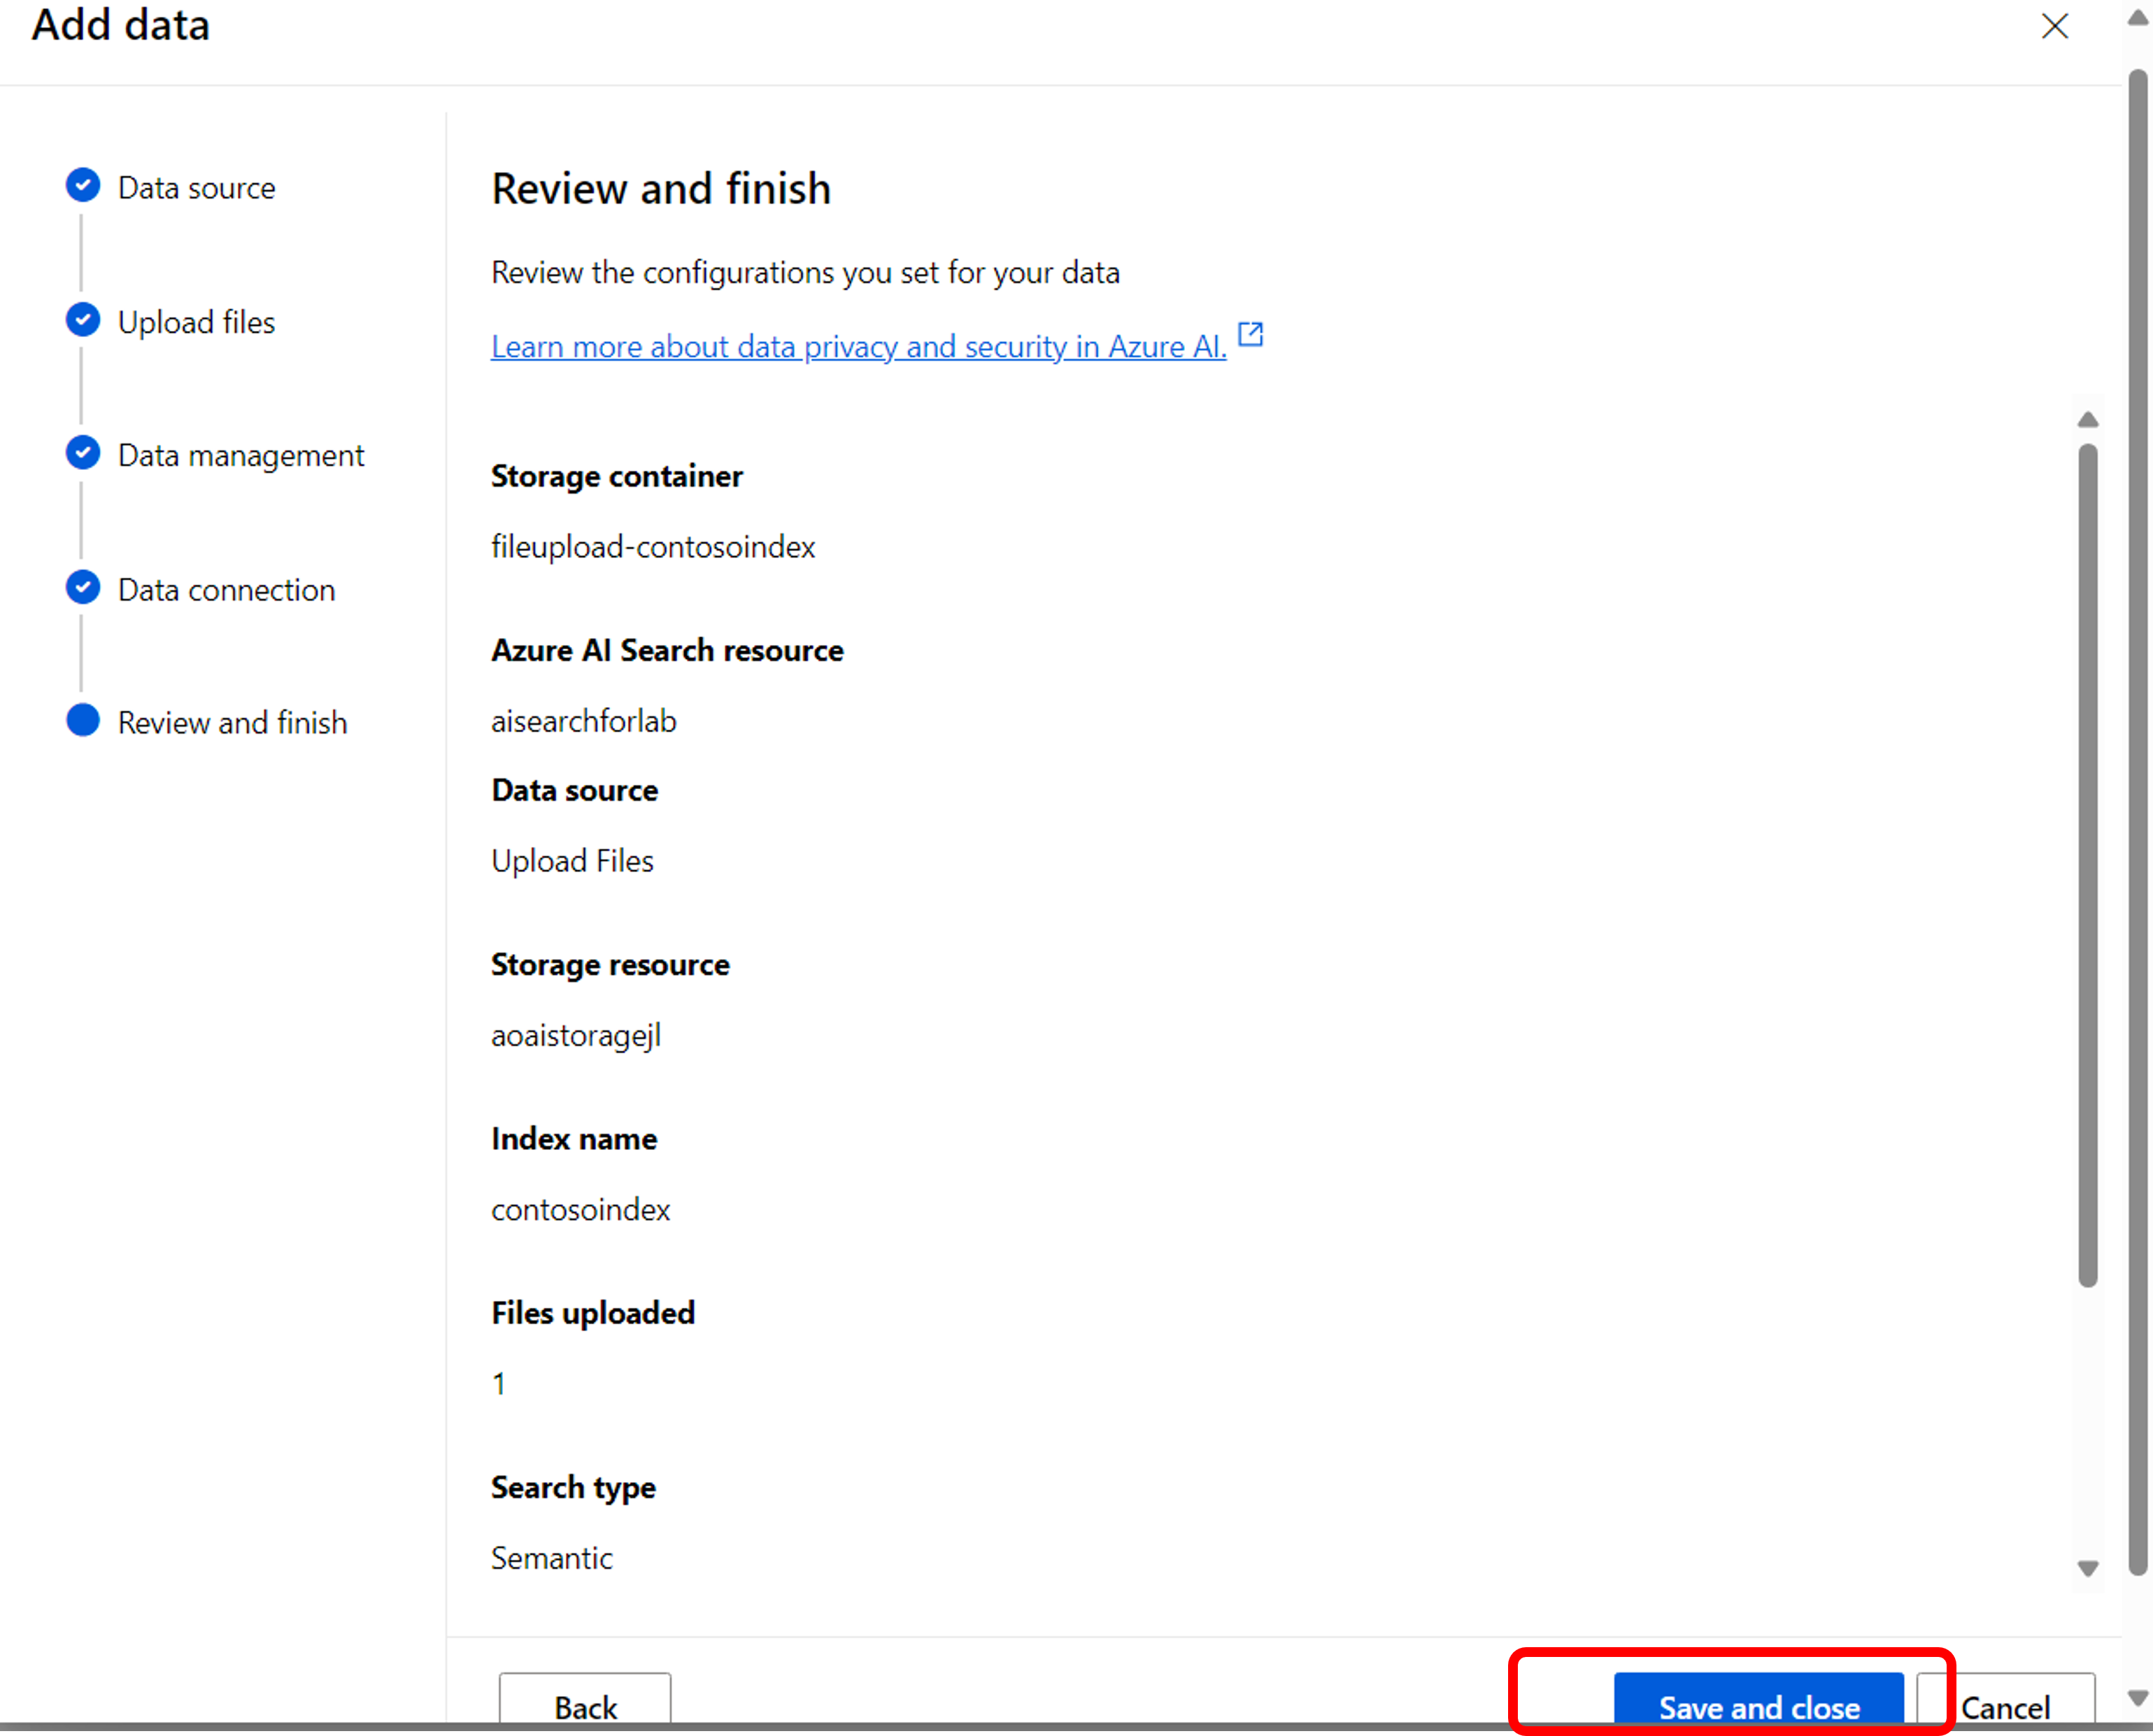 Add data
Data source
Upload files
Data management
Data connection
Review and finish
Review and finish
Review the configurations you set for your data
Learn more about data privacy and security in Azure AI.
Storage container
fileupload-contosoindex
Azure AI Search resource
aisearchforlab
Data source
Upload Files
Storage resource
aoaistoragejl
Index name
contosoindex
Files uploaded
1
Search type
Semantic
Back
Save and close
Cancel